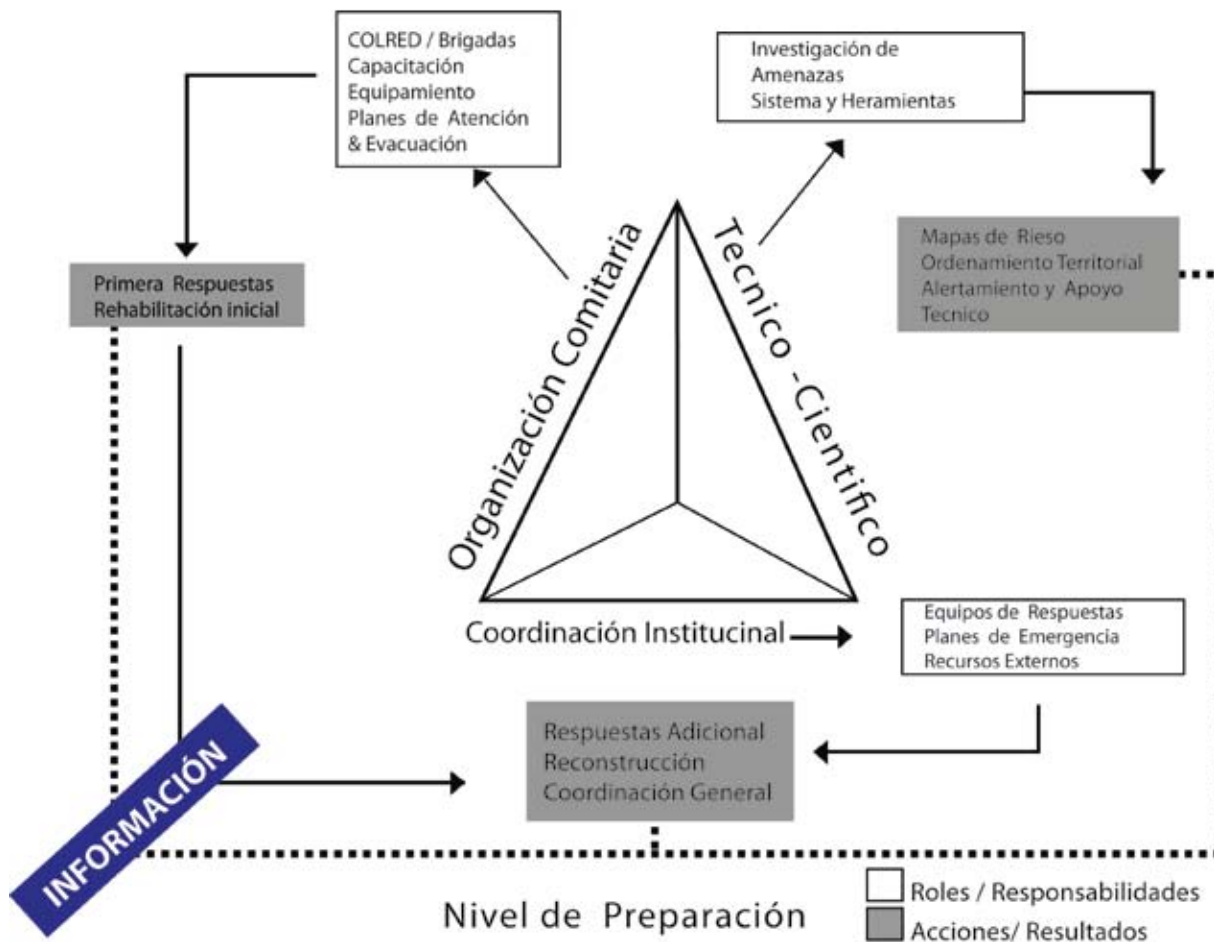 COLRED / Brigadas
Capacitación
Equipamiento
Planes de Atención
& Evacuación
Investigación de
Amenazas
Sistema y Heramientas
Primera Respuestas
Rehabilitación inicial
Mapas de Rieso
Ordenamiento Territorial
Alertamiento y Apoyo
Tecnico
Organización Comitaria
Tecnico -Cientifico
Coordinación Institucinal
Equipos de Respuestas
Planes de Emergencia
Recursos Externos
Respuestas Adicional
Reconstrucción
Coordinación General
INFORMACIÓN
Nivel de Preparación
Roles / Responsabilidades
Acciones/ Resultados